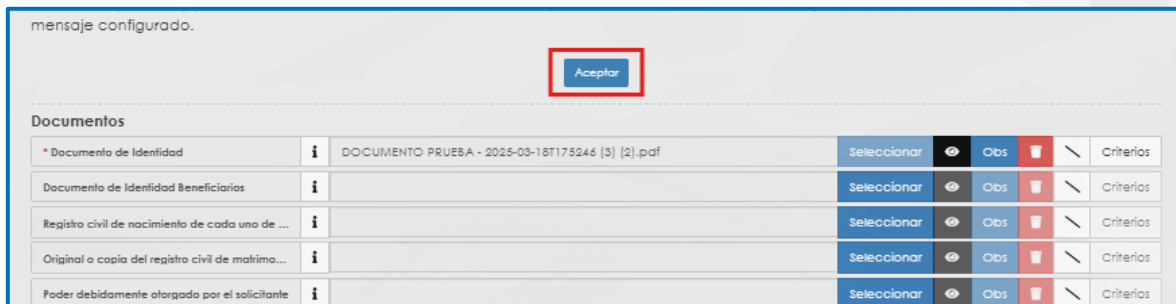 mensaje configurado.
Aceptar
Documentos
* Documento de Identidad i DOCUMENTO PRUEBA - 2025-03-18T175246 (3) (2).pdf Seleccionar Obs Criterios
Documento de Identidad Beneficiarios i Seleccionar Obs Criterios
Registro civil de nacimiento de cada uno de ... i Seleccionar Obs Criterios
Original o copia del registro civil de matrimo... i Seleccionar Obs Criterios
Poder debidamente otorgado por el solicitante i Seleccionar Obs Criterios